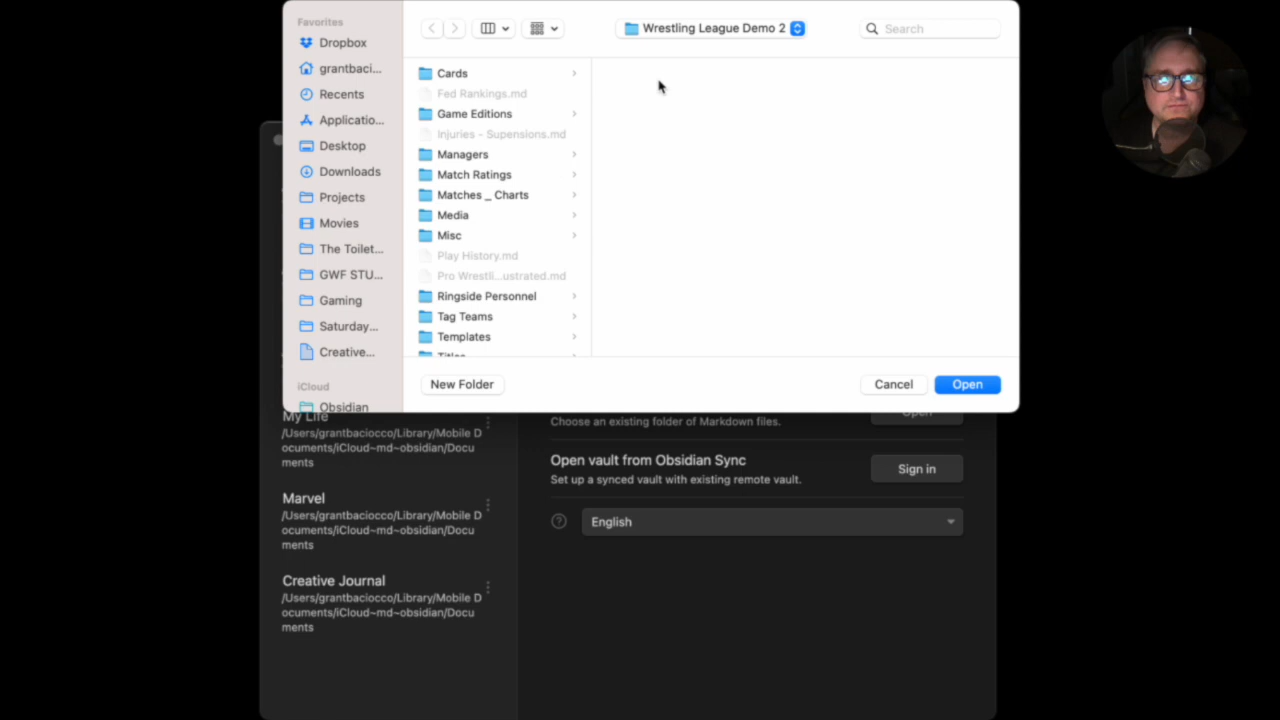 Favorites
Dropbox
grantbaci...
Recents
Applicatio...
Desktop
Downloads
Projects
Movies
The Toilet...
GWF STU...
Gaming
Saturday...
Creative...
iCloud
Obsidian
Wrestling League Demo 2
Search
Cards
Fed Rankings.md
Game Editions
Injuries - Supensions.md
Managers
Match Ratings
Matches _ Charts
Media
Misc
Play History.md
Pro Wrestli...ustrated.md
Ringside Personnel
Tag Teams
Templates
Titles
New Folder
Cancel
Open
My Life
/Users/grantbaciocco/Library/Mobile D
ocuments/iCloud~md~obsidian/Docu
ments
Marvel
/Users/grantbaciocco/Library/Mobile D
ocuments/iCloud~md~obsidian/Docu
ments
Creative Journal
/Users/grantbaciocco/Library/Mobile D
ocuments/iCloud~md~obsidian/Docu
ments
Open
Choose an existing folder of Markdown files.
Open vault from Obsidian Sync
Set up a synced vault with existing remote vault.
Sign in
English